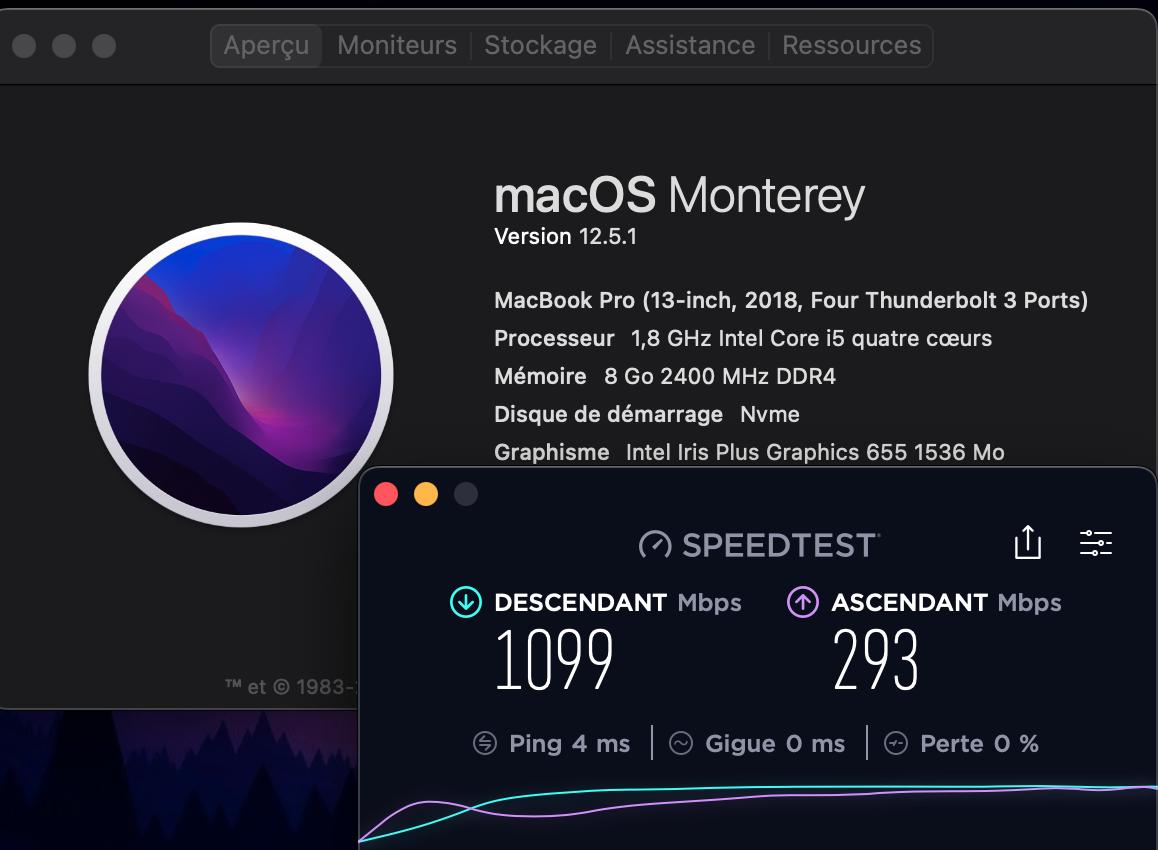 Aperçu Moniteurs Stockage Assistance Ressources
macOS Monterey
Version 12.5.1
MacBook Pro (13-inch, 2018, Four Thunderbolt 3 Ports)
Processeur 1,8 GHz Intel Core i5 quatre cœurs
Mémoire 8 Go 2400 MHz DDR4
Disque de démarrage Nvme
Graphisme Intel Iris Plus Graphics 655 1536 Mo
™ et © 1983-
SPEEDTEST
DESCENDANT Mbps ASCENDANT Mbps
1099 293
Ping 4 ms Gigue 0 ms Perte 0 %